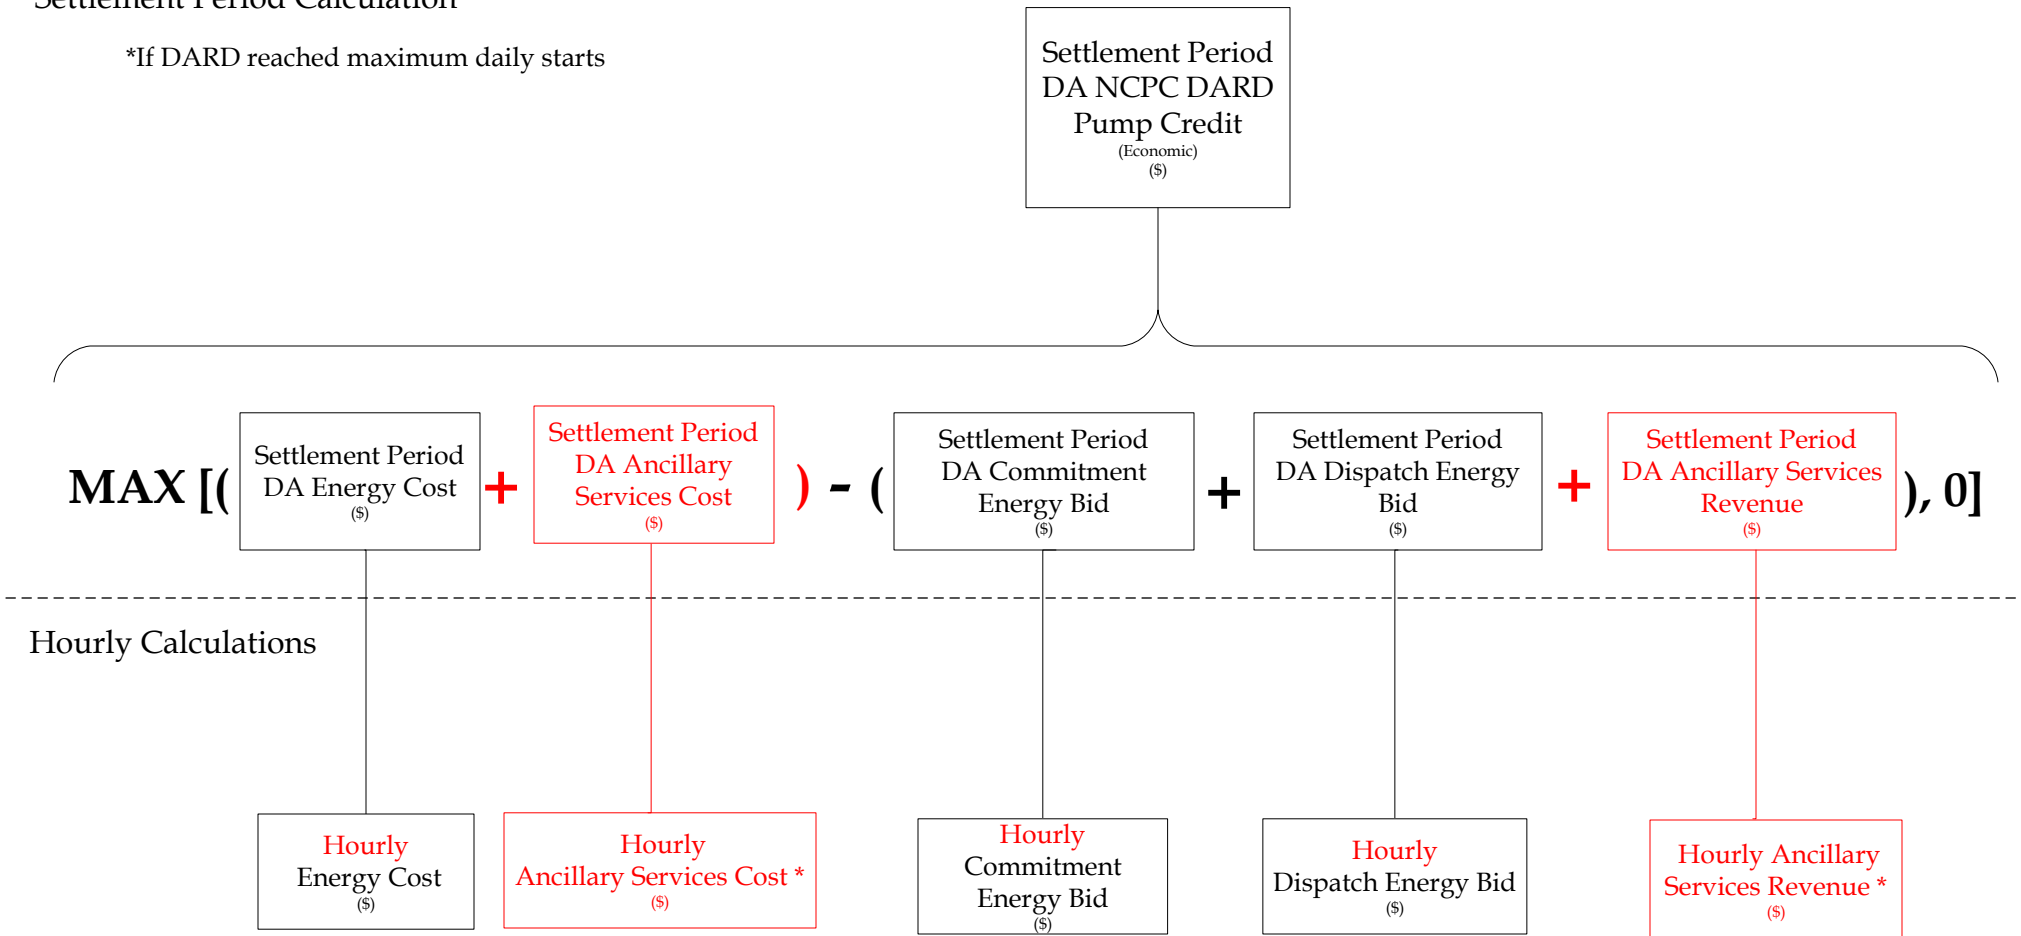 Settlement Period Calculation
*If DARD reached maximum daily starts
Settlement Period
DA NCPC DARD
Pump Credit
(Economic)
($)
MAX [(
Settlement Period
DA Energy Cost
($)
+
Settlement Period
DA Ancillary
Services Cost
($)
)
- (
Settlement Period
DA Commitment
Energy Bid
($)
+
Settlement Period
DA Dispatch Energy
Bid
($)
+
Settlement Period
DA Ancillary Services
Revenue
($)
), 0]
Hourly Calculations
Hourly
Energy Cost
($)
Hourly
Ancillary Services Cost *
($)
Hourly
Commitment
Energy Bid
($)
Hourly
Dispatch Energy Bid
($)
Hourly Ancillary
Services Revenue *
($)